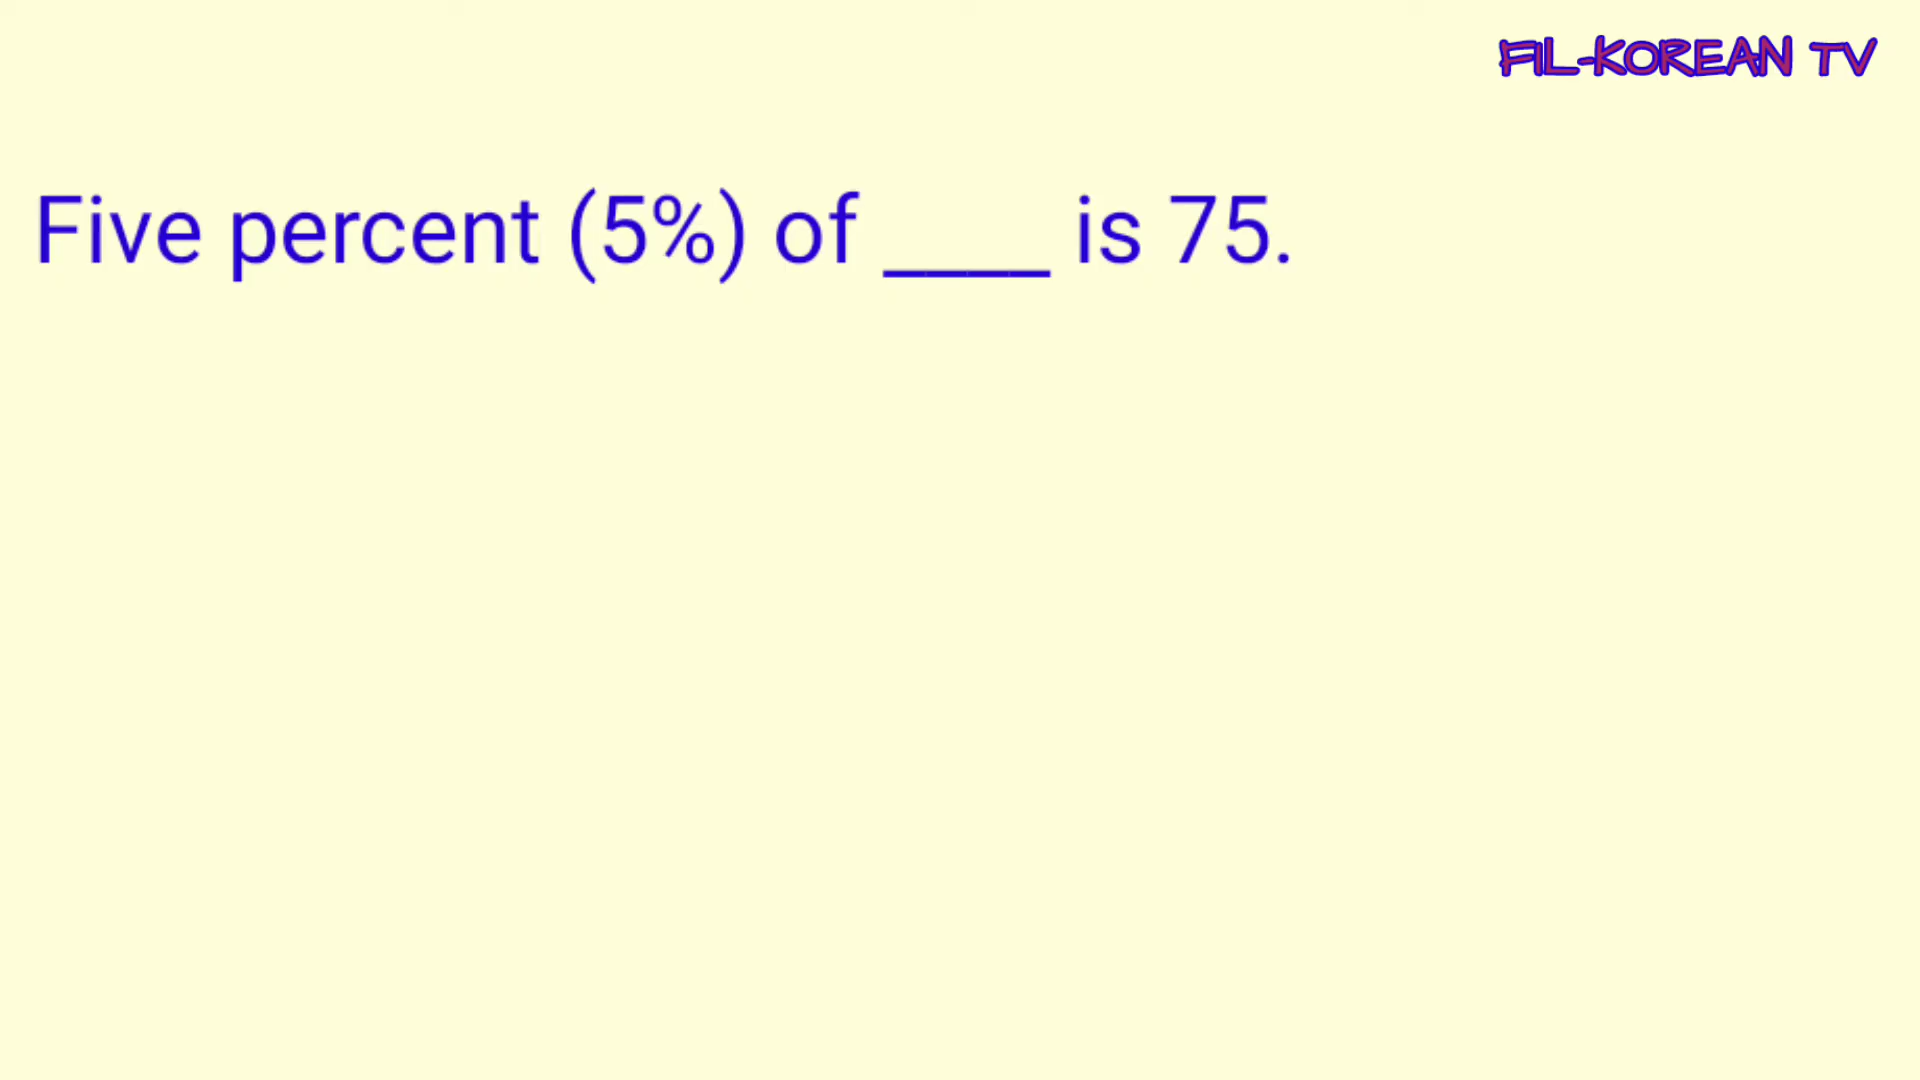 FIL-KOREAN TV
Five percent (5%) of ____ is 75.